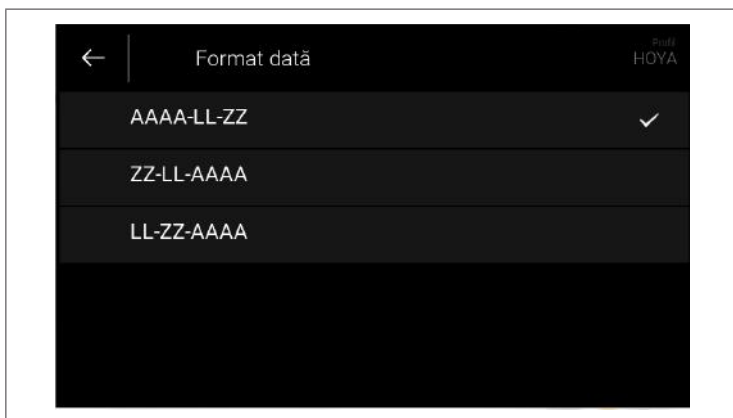 Format dată
Profil
HOYA
AAAA-LL-ZZ
ZZ-LL-AAAA
LL-ZZ-AAAA